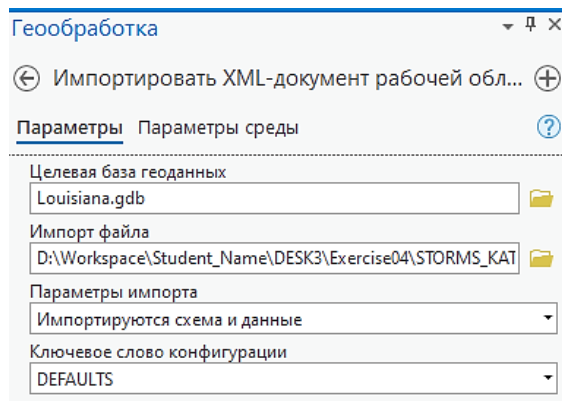 Геообработка
Импортировать XML-документ рабочей обл...
Параметры Параметры среды
Целевая база геоданных
Louisiana.gdb
Импорт файла
D:\Workspace\Student_Name\DESK3\Exercise04\STORMS_KAT
Параметры импорта
Импортируются схема и данные
Ключевое слово конфигурации
DEFAULTS